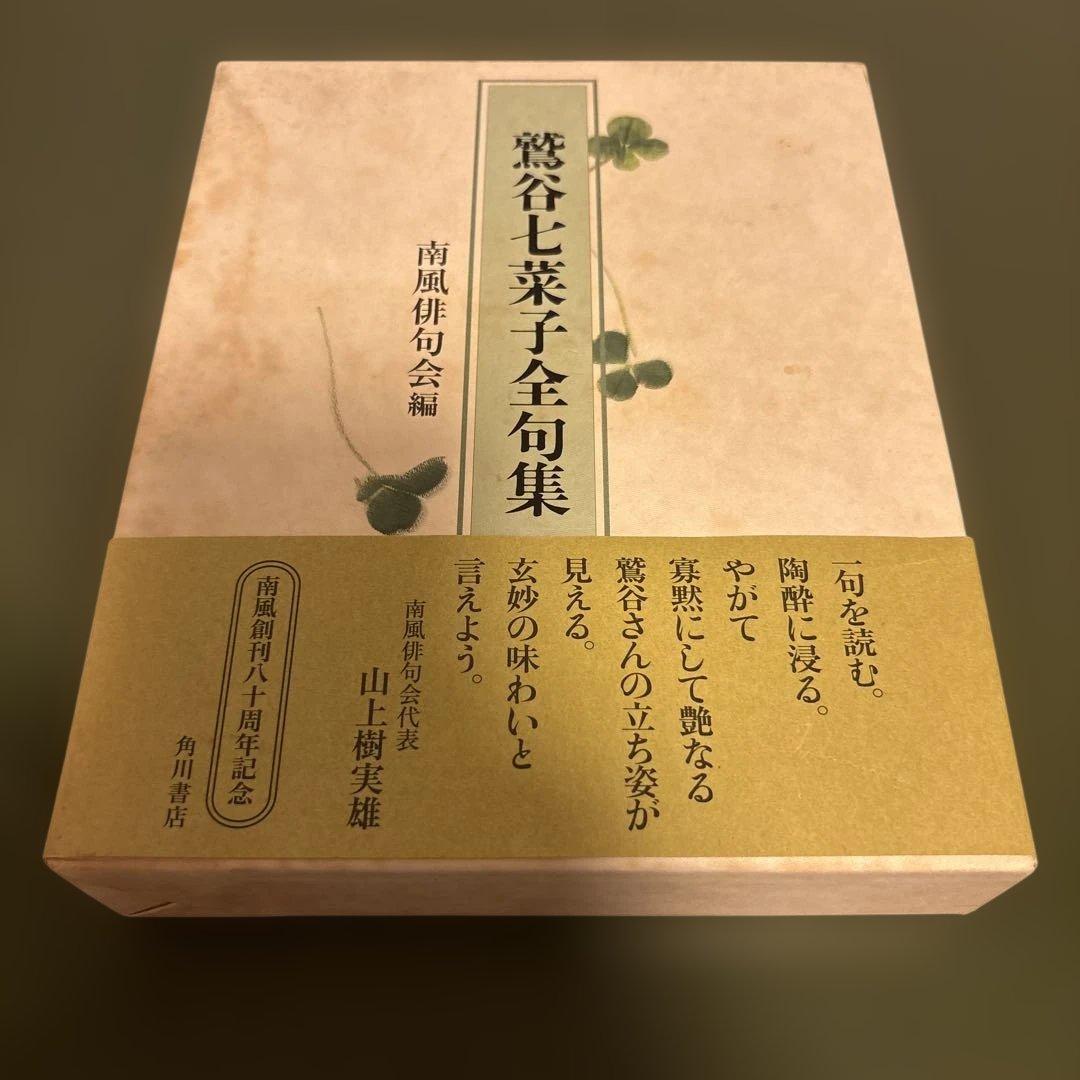 鷲谷七菜子全句集
南風俳句会編
一句を読む。
陶酔に浸る。
やがて
寡黙にして艶なる
鷲谷さんの立ち姿が
見える。
玄妙の味わいと
言えよう。
南風俳句会代表
山上樹実雄
南風創刊八十周年記念
角川書店